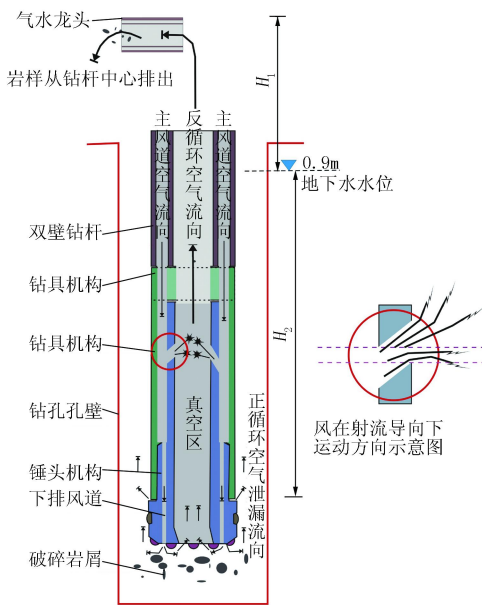 气水龙头
岩样从钻杆中心排出
H₁
主风道空气流向
反循环空气流向
主风道空气流向
0.9m
地下水水位
双壁钻杆
钻具机构
钻具机构
H₂
钻孔孔壁
真空区
正循环空气泄漏流向
风在射流导向下
运动方向示意图
锤头机构
下排风道
破碎岩屑